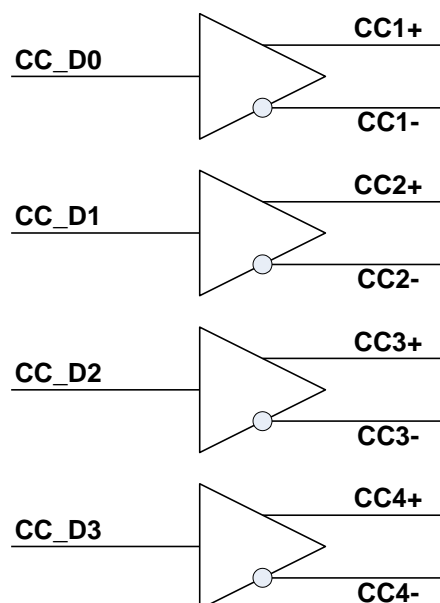 CC1+
CC_D0
CC1-
CC2+
CC_D1
CC2-
CC3+
CC_D2
CC3-
CC4+
CC_D3
CC4-